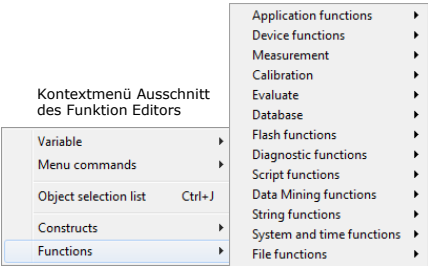 Kontextmenü Ausschnitt
des Funktion Editors
Variable
Menu commands
Object selection list Ctrl+J
Constructs
Functions
Application functions
Device functions
Measurement
Calibration
Evaluate
Database
Flash functions
Diagnostic functions
Script functions
Data Mining functions
String functions
System and time functions
File functions